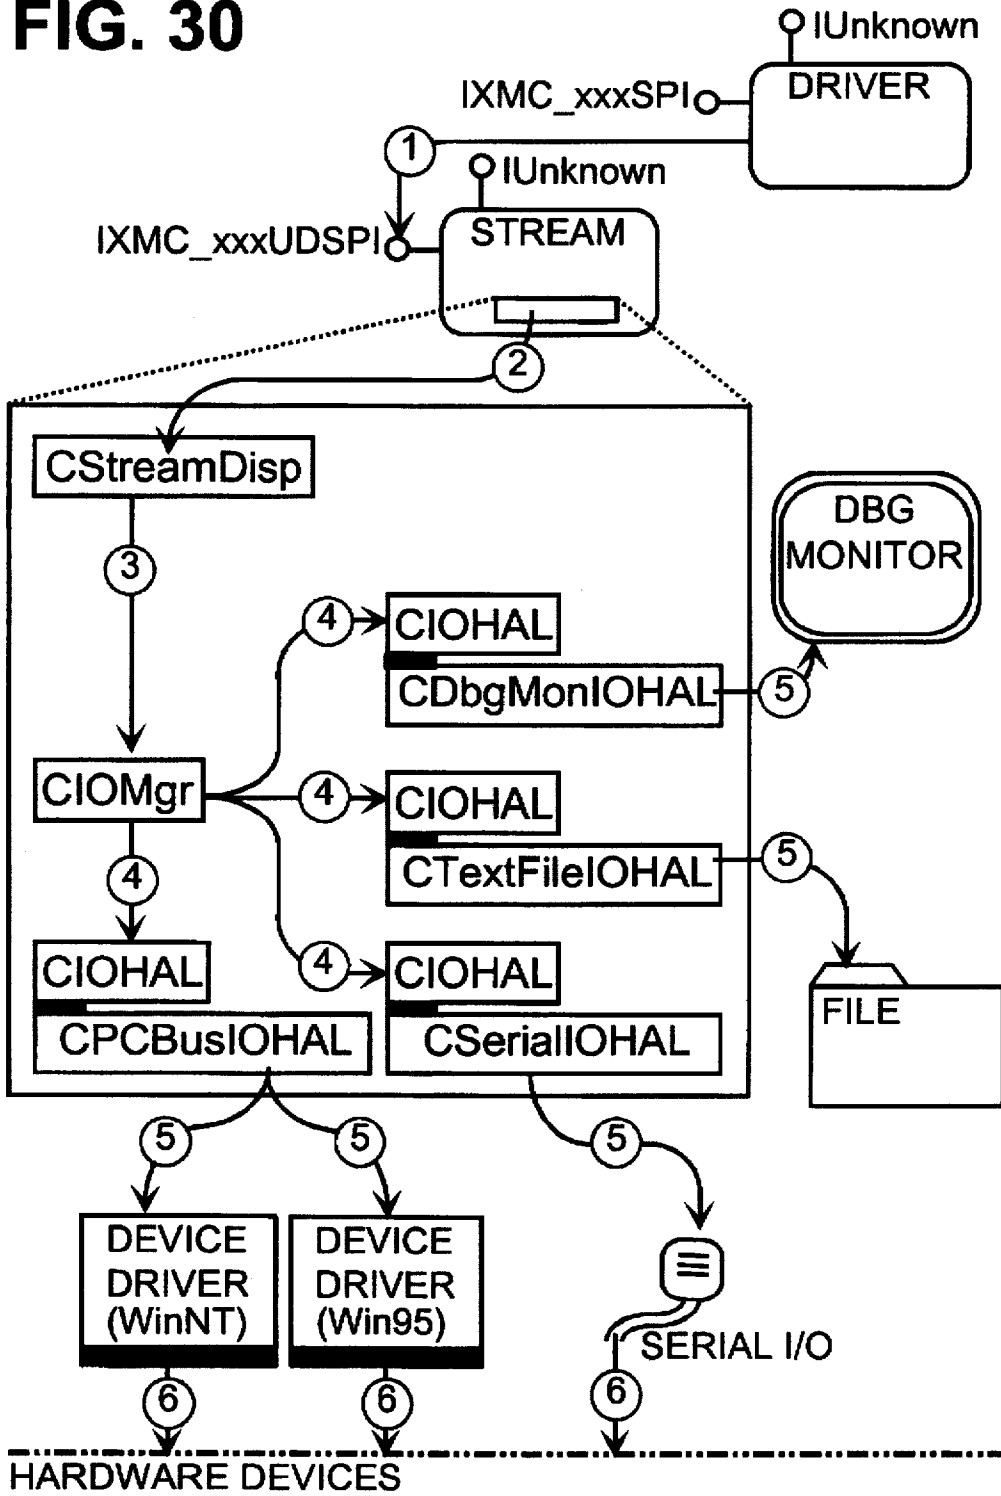 FIG. 30
IUnknown
DRIVER
IXMC_xxxSPI
1
IUnknown
STREAM
IXMC_xxxUDSPI
2
CStreamDisp
3
DBG
MONITOR
4
CIOHAL
CDbgMonIOHAL
5
CIOMgr
4
CIOHAL
CTextFileIOHAL
5
4
4
CIOHAL
CIOHAL
CPCBusIOHAL
CSerialIOHAL
FILE
5
5
5
DEVICE
DRIVER
(WinNT)
DEVICE
DRIVER
(Win95)
SERIAL I/O
6
6
6
HARDWARE DEVICES